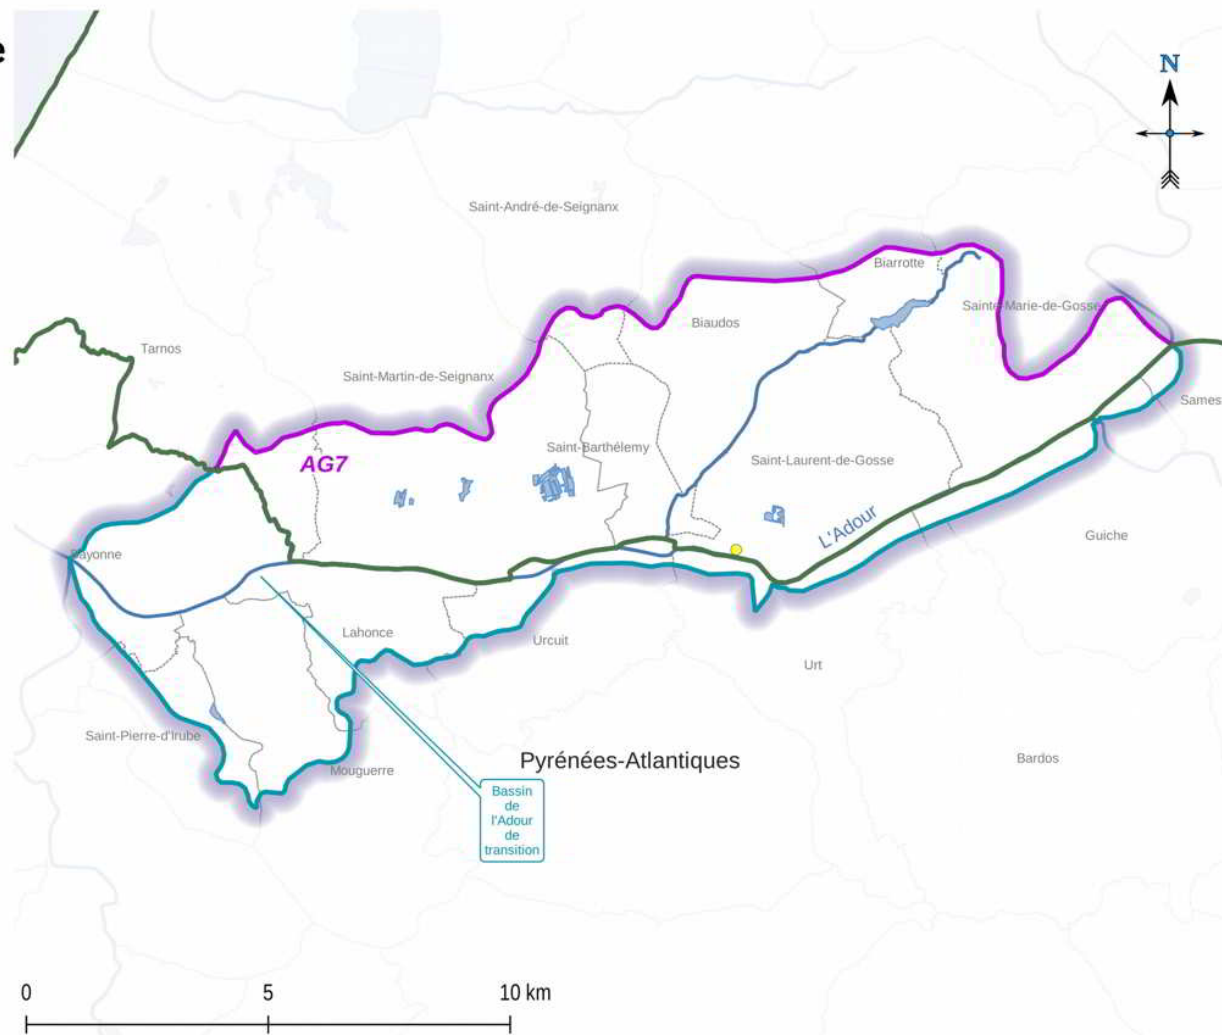 e
N
Saint-André-de-Seignanx
Biarrotte
Sainte-Marie-de-Gosse
Biaudos
Tarnos
Saint-Martin-de-Seignanx
Sames
Saint-Barthélemy
AG7
Saint-Laurent-de-Gosse
L'Adour
Guiche
Bayonne
Lahonce
Urcuit
Urt
Saint-Pierre-d'Irube
Pyrénées-Atlantiques
Bardos
Mouguerre
Bassin
de
l'Adour
de
transition
0 5 10 km